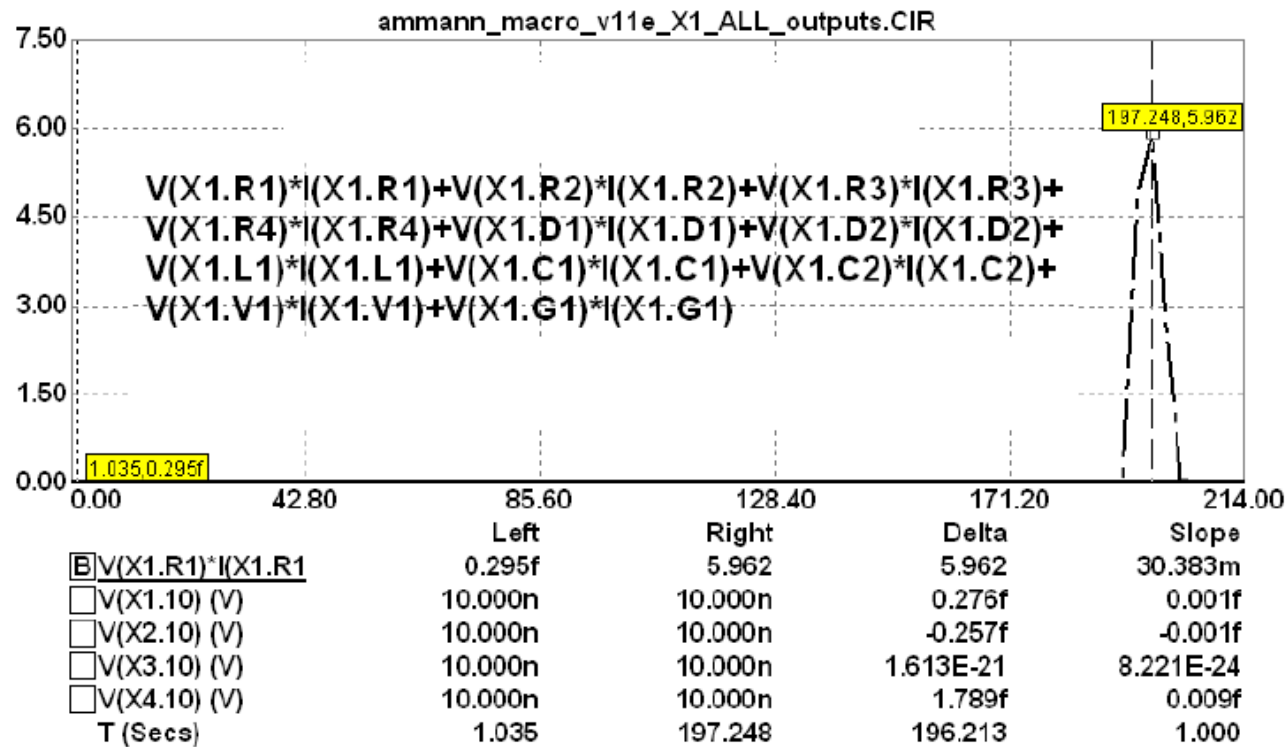 ammann_macro_v11e_X1_ALL_outputs.CIR
7.50
6.00
197.248,5.962
V(X1.R1)*I(X1.R1)+V(X1.R2)*I(X1.R2)+V(X1.R3)*I(X1.R3)+
4.50
V(X1.R4)*I(X1.R4)+V(X1.D1)*I(X1.D1)+V(X1.D2)*I(X1.D2)+
V(X1.L1)*I(X1.L1)+V(X1.C1)*I(X1.C1)+V(X1.C2)*I(X1.C2)+
3.00
V(X1.V1)*I(X1.V1)+V(X1.G1)*I(X1.G1)
1.50
1.035,0.295f
0.00
0.00 42.80 85.60 128.40 171.20 214.00
Left Right Delta Slope
B V(X1.R1)*I(X1.R1 0.295f 5.962 5.962 30.383m
V(X1.10) (V) 10.000n 10.000n 0.276f 0.001f
V(X2.10) (V) 10.000n 10.000n -0.257f -0.001f
V(X3.10) (V) 10.000n 10.000n 1.613E-21 8.221E-24
V(X4.10) (V) 10.000n 10.000n 1.789f 0.009f
T (Secs) 1.035 197.248 196.213 1.000